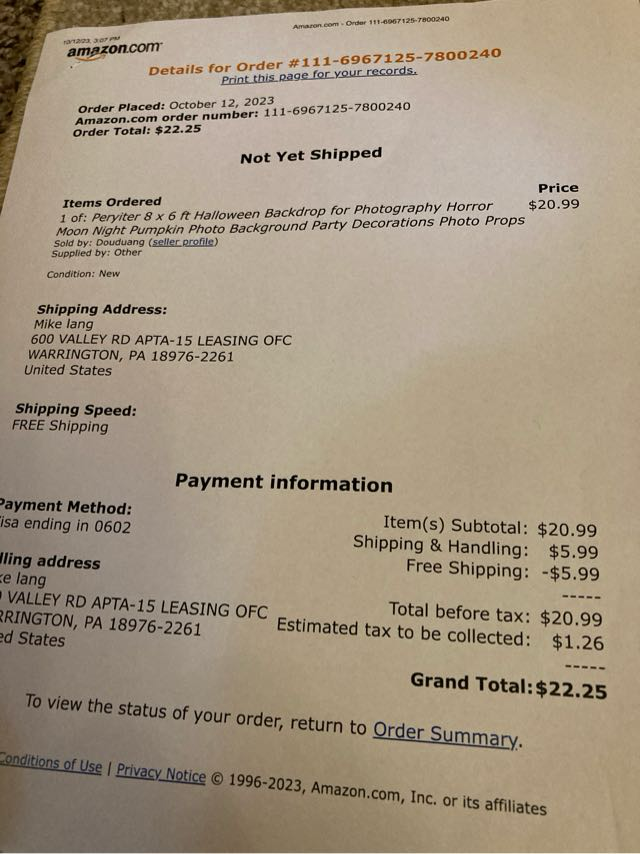 10/12/23, 3:07 PM
Amazon.com - Order 111-6967125-7800240
amazon.com
Details for Order #111-6967125-7800240
Print this page for your records.
Order Placed: October 12, 2023
Amazon.com order number: 111-6967125-7800240
Order Total: $22.25
Not Yet Shipped
Items Ordered
Price
1 of: Peryiter 8 x 6 ft Halloween Backdrop for Photography Horror
$20.99
Moon Night Pumpkin Photo Background Party Decorations Photo Props
Sold by: Douduang (seller profile)
Supplied by: Other
Condition: New
Shipping Address:
Mike lang
600 VALLEY RD APTA-15 LEASING OFC
WARRINGTON, PA 18976-2261
United States
Shipping Speed:
FREE Shipping
Payment information
Payment Method:
isa ending in 0602
lling address
ke lang
VALLEY RD APTA-15 LEASING OFC
RRINGTON, PA 18976-2261
ed States
Item(s) Subtotal: $20.99
Shipping & Handling: $5.99
Free Shipping: -$5.99
-----
Total before tax: $20.99
Estimated tax to be collected: $1.26
-----
Grand Total: $22.25
To view the status of your order, return to Order Summary.
Conditions of Use | Privacy Notice © 1996-2023, Amazon.com, Inc. or its affiliates